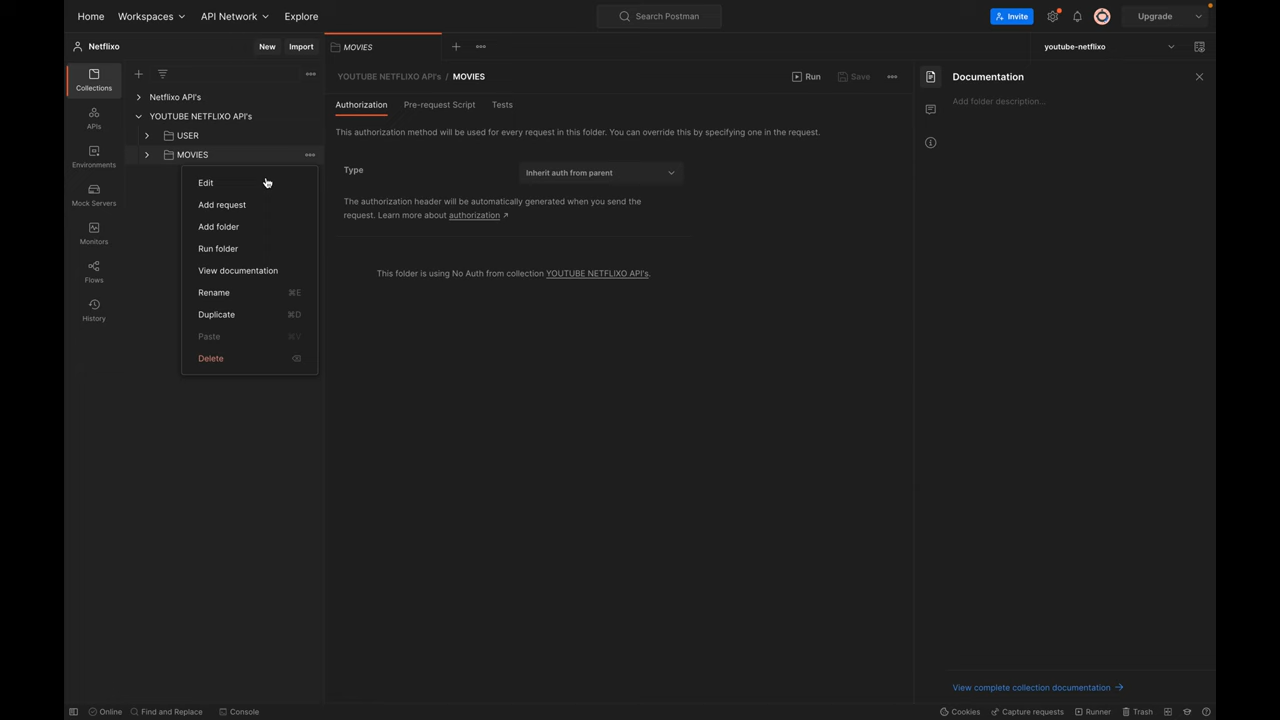 Home Workspaces API Network Explore Search Postman Invite Upgrade
Netflixo New Import MOVIES youtube-netflixo
Collections
APIs
Environments
Mock Servers
Monitors
Flows
History
Netflixo API's
YOUTUBE NETFLIXO API's
USER
MOVIES
Edit
Add request
Add folder
Run folder
View documentation
Rename ⌘E
Duplicate ⌘D
Paste ⌘V
Delete
YOUTUBE NETFLIXO API's / MOVIES Run Save
Authorization Pre-request Script Tests
This authorization method will be used for every request in this folder. You can override this by specifying one in the request.
Type Inherit auth from parent
The authorization header will be automatically generated when you send the
request. Learn more about authorization ↗
This folder is using No Auth from collection YOUTUBE NETFLIXO API's.
Documentation
Add folder description...
View complete collection documentation →
Online Find and Replace Console Cookies Capture requests Runner Trash